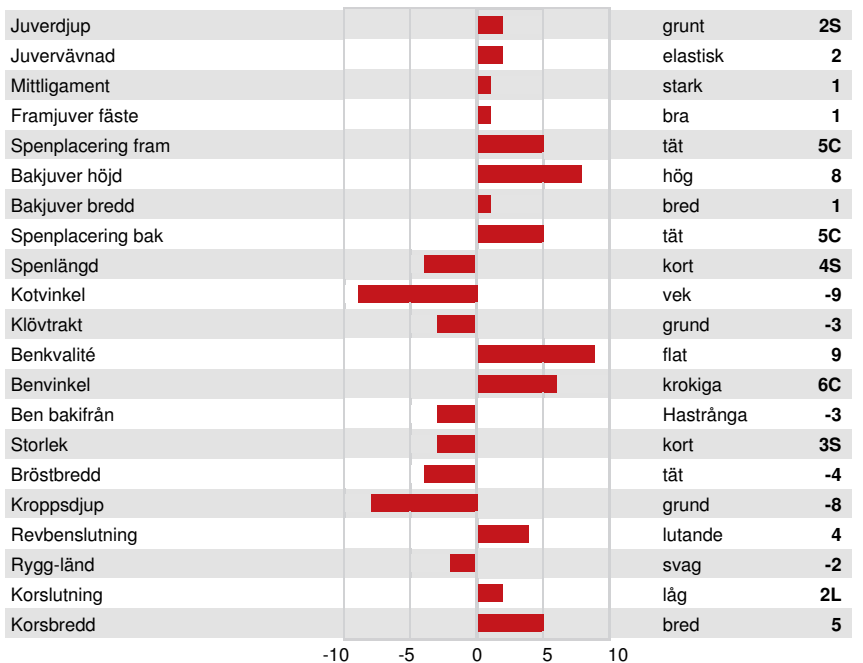 Juverdjup grunt 2S
Juvervävnad elastisk 2
Mittligament stark 1
Framjuver fäste bra 1
Spenplacering fram tät 5C
Bakjuver höjd hög 8
Bakjuver bredd bred 1
Spenplacering bak tät 5C
Spenlängd kort 4S
Kotvinkel vek -9
Klövtrakt grund -3
Benkvalité flat 9
Benvinkel krokiga 6C
Ben bakifrån Hastrånga -3
Storlek kort 3S
Bröstbredd tät -4
Kroppsdjup grund -8
Revbenslutning lutande 4
Rygg-länd svag -2
Korslutning låg 2L
Korsbredd bred 5
-10 -5 0 5 10